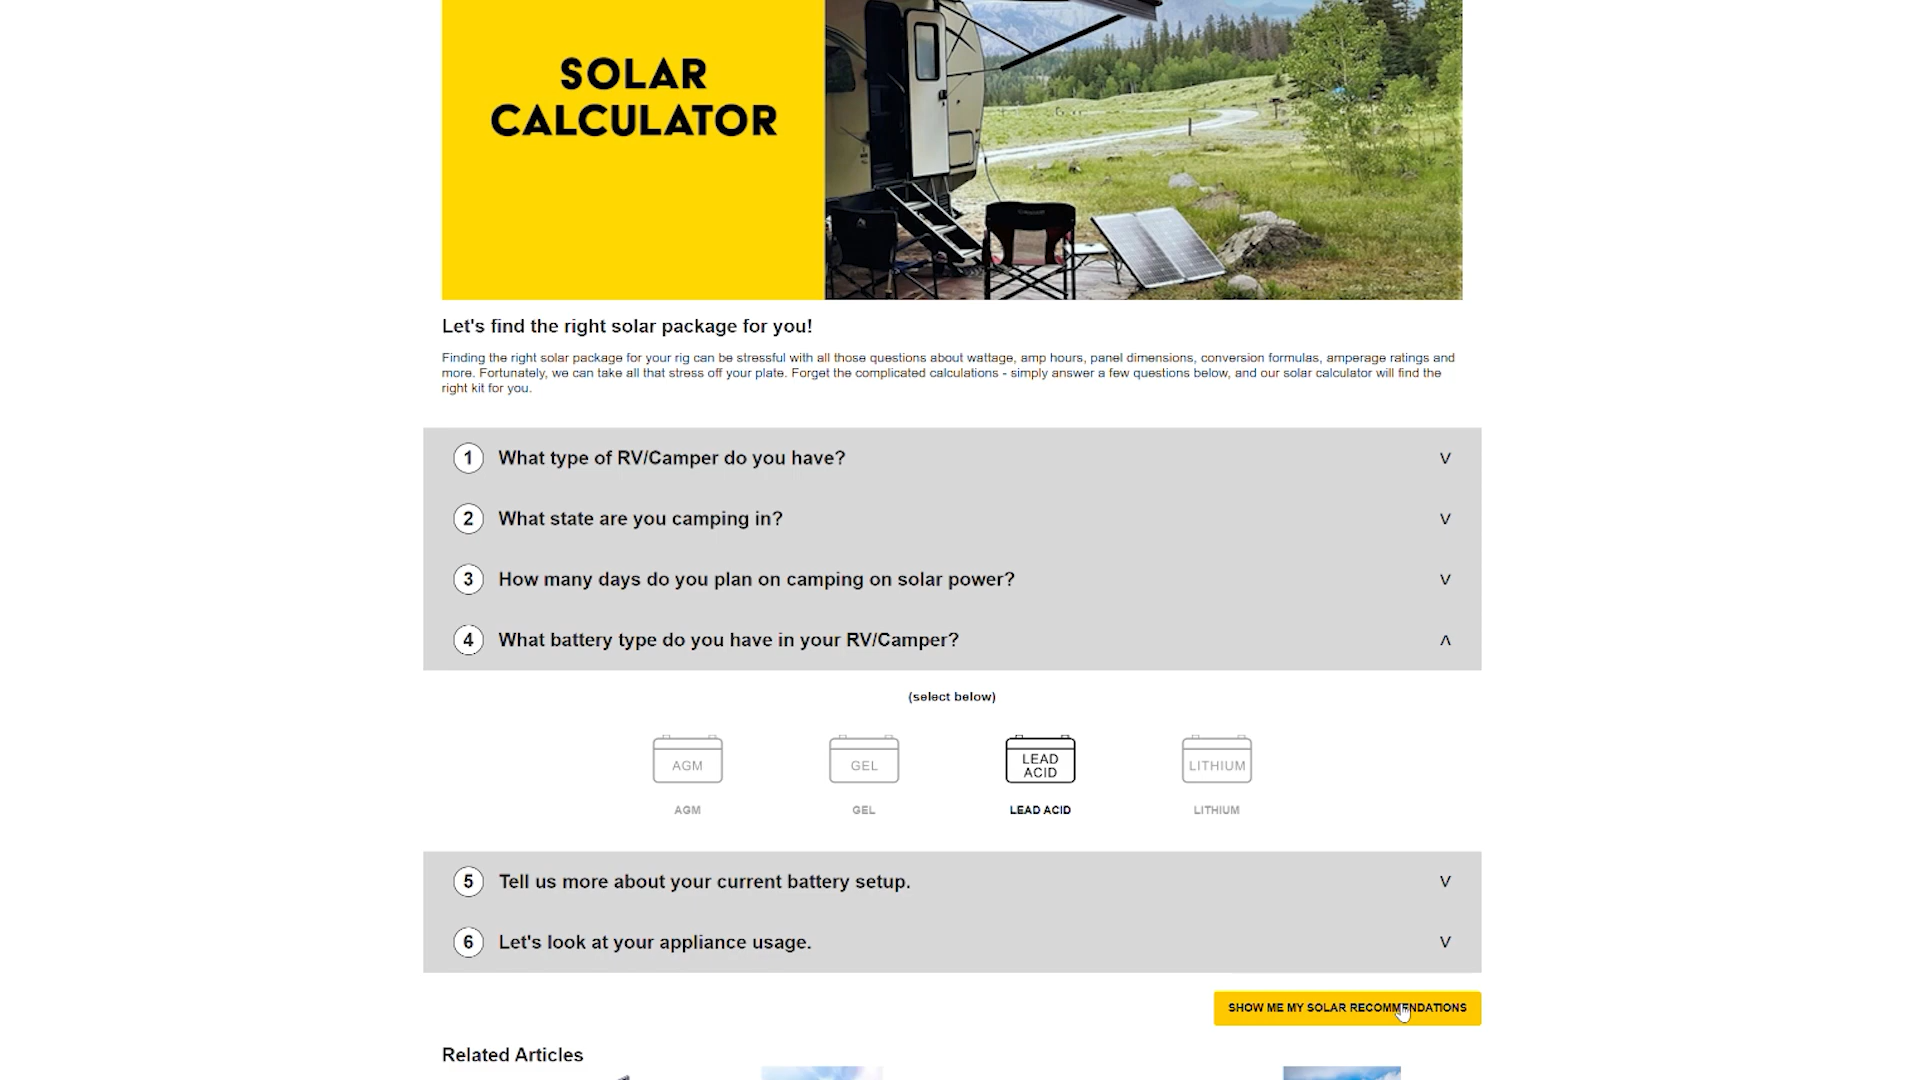 SOLAR
CALCULATOR
Let's find the right solar package for you!
Finding the right solar package for your rig can be stressful with all those questions about wattage, amp hours, panel dimensions, conversion formulas, amperage ratings and
more. Fortunately, we can take all that stress off your plate. Forget the complicated calculations - simply answer a few questions below, and our solar calculator will find the
right kit for you.
1 What type of RV/Camper do you have? V
2 What state are you camping in? V
3 How many days do you plan on camping on solar power? V
4 What battery type do you have in your RV/Camper? Λ
(select below)
AGM GEL LEAD ACID LITHIUM
AGM GEL LEAD ACID LITHIUM
5 Tell us more about your current battery setup. V
6 Let's look at your appliance usage. V
SHOW ME MY SOLAR RECOMMENDATIONS
Related Articles